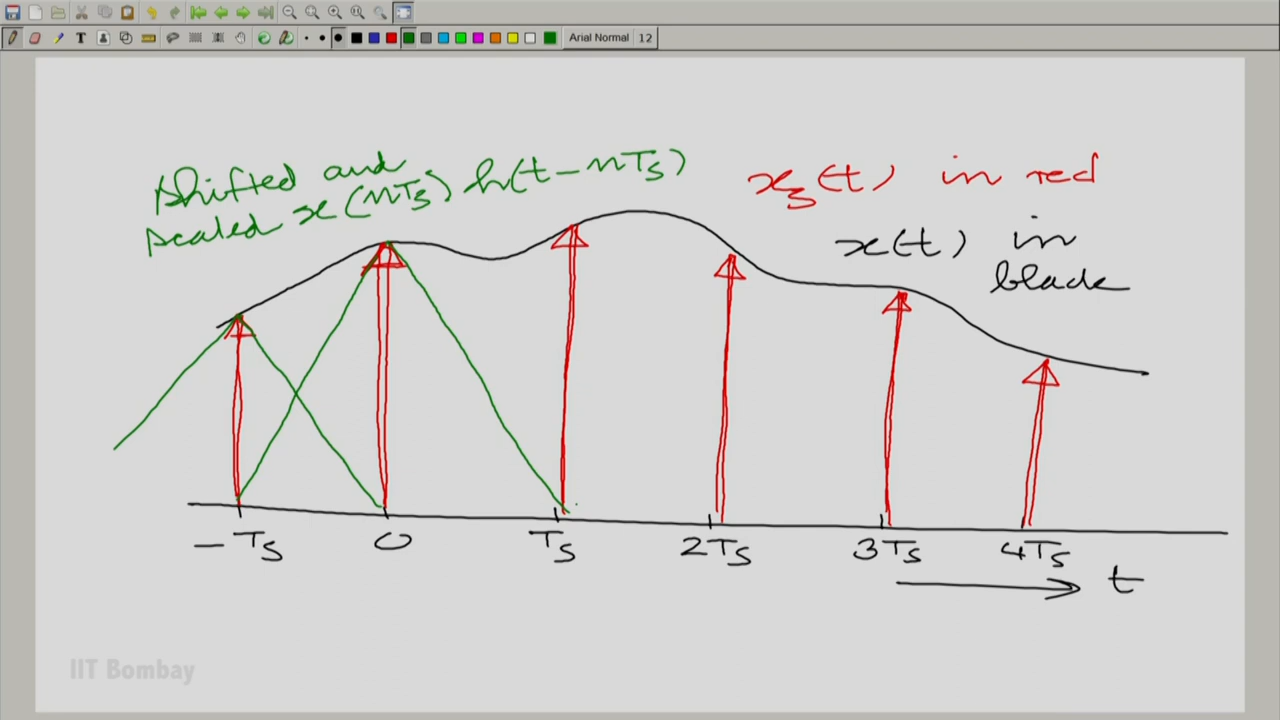 Arial Normal 12
shifted and
scaled x(nTs) h(t-nTs)
xs(t) in red
x(t) in
black
-Ts 0 Ts 2Ts 3Ts 4Ts
t
IIT Bombay